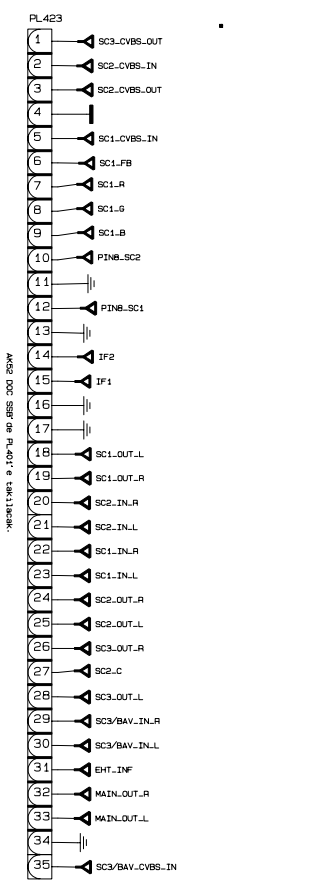 PL423
1 SC3_CVBS_OUT
2 SC2_CVBS_IN
3 SC2_CVBS_OUT
4
5 SC1_CVBS_IN
6 SC1_FB
7 SC1_R
8 SC1_G
9 SC1_B
10 PIN8_SC2
11
12 PIN8_SC1
13
14 IF2
15 IF1
16
17
18 SC1_OUT_L
19 SC1_OUT_R
20 SC2_IN_R
21 SC2_IN_L
22 SC1_IN_R
23 SC1_IN_L
24 SC2_OUT_R
25 SC2_OUT_L
26 SC3_OUT_R
27 SC2_C
28 SC3_OUT_L
29 SC3/BAV_IN_R
30 SC3/BAV_IN_L
31 EHT_INF
32 MAIN_OUT_R
33 MAIN_OUT_L
34
35 SC3/BAV_CVBS_IN
AK52 DOC SSB'de PL401'e takilacak.